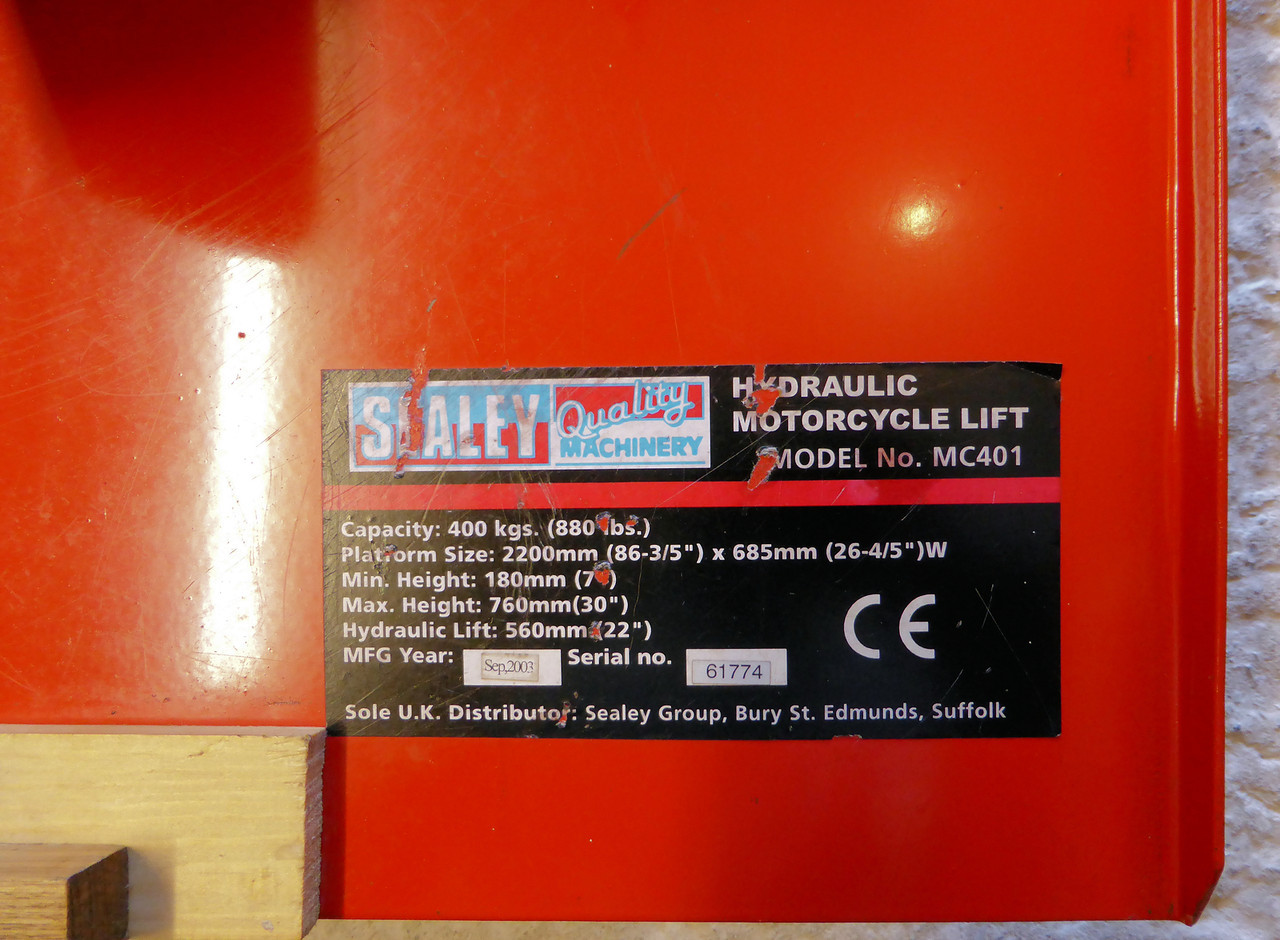 SEALEY Quality MACHINERY
HYDRAULIC
MOTORCYCLE LIFT
MODEL No. MC401
Capacity: 400 kgs. (880 lbs.)
Platform Size: 2200mm (86-3/5") x 685mm (26-4/5")W
Min. Height: 180mm (7")
Max. Height: 760mm(30")
Hydraulic Lift: 560mm (22")
MFG Year: Sep,2003 Serial no. 61774
CE
Sole U.K. Distributor: Sealey Group, Bury St. Edmunds, Suffolk